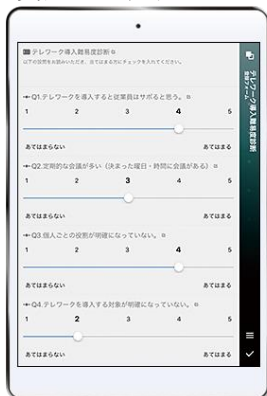 テレワーク導入難易度診断
以下の設問をお読みいただき、当てはまる所にチェックを入れてください。
Q1.テレワークを導入すると従業員はサボると思う。
1 2 3 4 5
あてはまらない あてはまる
Q2.定期的な会議が多い（決まった曜日・時間に会議がある）
1 2 3 4 5
あてはまらない あてはまる
Q3.個人ごとの役割が明確になっていない。
1 2 3 4 5
あてはまらない あてはまる
Q4.テレワークを導入する対象が明確になっていない。
1 2 3 4 5
あてはまらない あてはまる
テレワーク導入難易度診断
登録フォーム